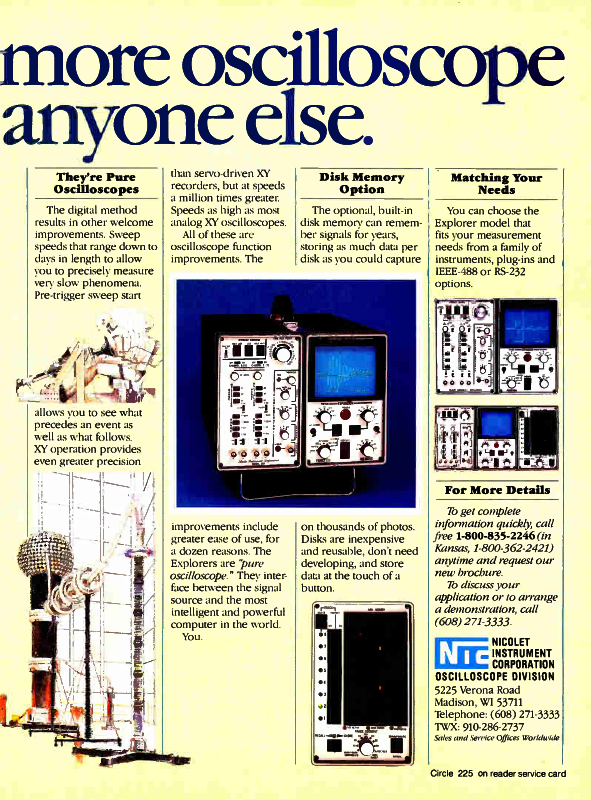 more oscilloscope
anyone else.
They're Pure
Oscilloscopes
The digital method
results in other welcome
improvements. Sweep
speeds that range down to
days in length to allow
you to precisely measure
very slow phenomena.
Pre-trigger sweep start
allows you to see what
precedes an event as
well as what follows.
XY operation provides
even greater precision
than servo-driven XY
recorders, but at speeds
a million times greater.
Speeds as high as most
analog XY oscilloscopes.
All of these are
oscilloscope function
improvements. The
improvements include
greater ease of use, for
a dozen reasons. The
Explorers are "pure
oscilloscope." They inter-
face between the signal
source and the most
intelligent and powerful
computer in the world.
You.
Disk Memory
Option
The optional, built-in
disk memory can remem-
ber signals for years,
storing as much data per
disk as you could capture
on thousands of photos.
Disks are inexpensive
and reusable, don't need
developing, and store
data at the touch of a
button.
Matching Your
Needs
You can choose the
Explorer model that
fits your measurement
needs from a family of
instruments, plug-ins and
IEEE-488 or RS-232
options.
For More Details
To get complete
information quickly, call
free 1-800-835-2246 (in
Kansas, 1-800-362-2421)
anytime and request our
new brochure.
To discuss your
application or to arrange
a demonstration, call
(608) 271-3333.
NIC
NICOLET
INSTRUMENT
CORPORATION
OSCILLOSCOPE DIVISION
5225 Verona Road
Madison, WI 53711
Telephone: (608) 271-3333
TWX: 910-286-2737
Sales and Service Offices Worldwide
Circle 225 on reader service card